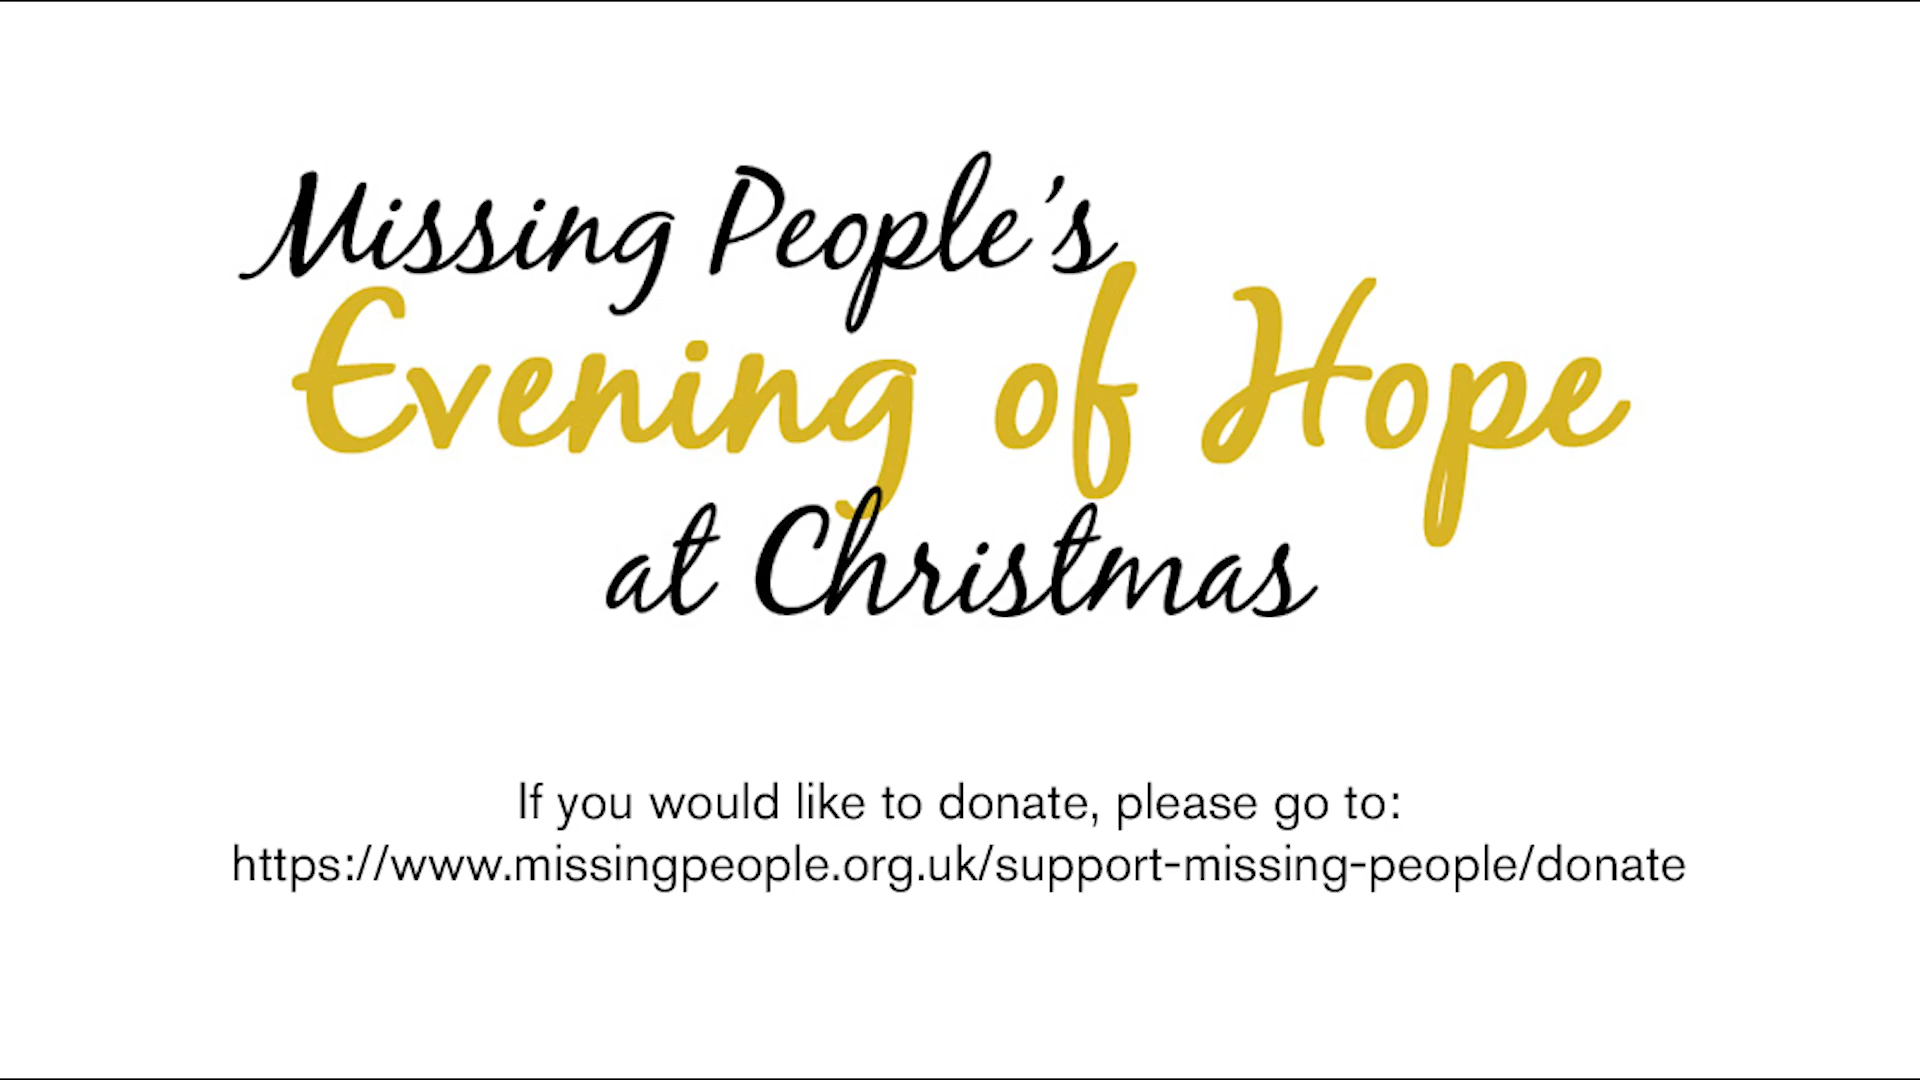 Missing People’s
Evening of Hope
at Christmas
If you would like to donate, please go to:
https://www.missingpeople.org.uk/support-missing-people/donate